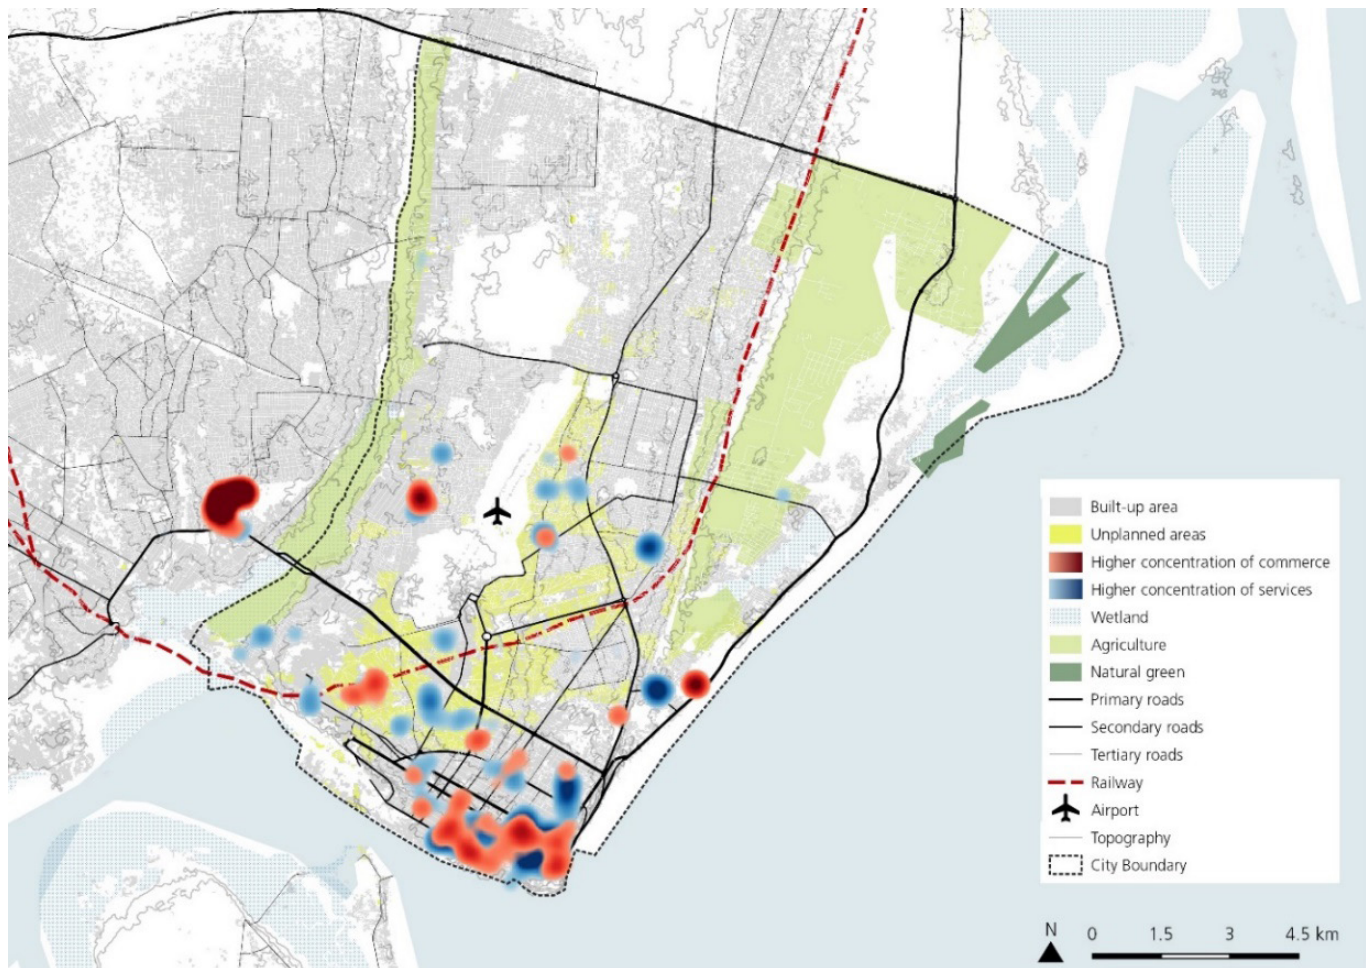 Built-up area
Unplanned areas
Higher concentration of commerce
Higher concentration of services
Wetland
Agriculture
Natural green
Primary roads
Secondary roads
Tertiary roads
Railway
Airport
Topography
City Boundary
N
0 1.5 3 4.5 km